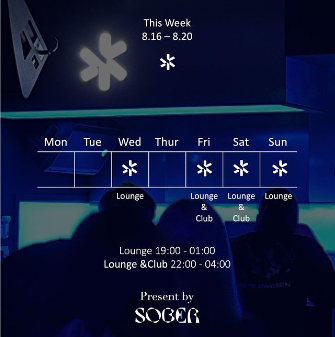 This Week
8.16 – 8.20
Mon Tue Wed Thur Fri Sat Sun
Lounge Lounge & Club Lounge & Club Lounge
Lounge 19:00 - 01:00
Lounge &Club 22:00 - 04:00
Present by
SOBER